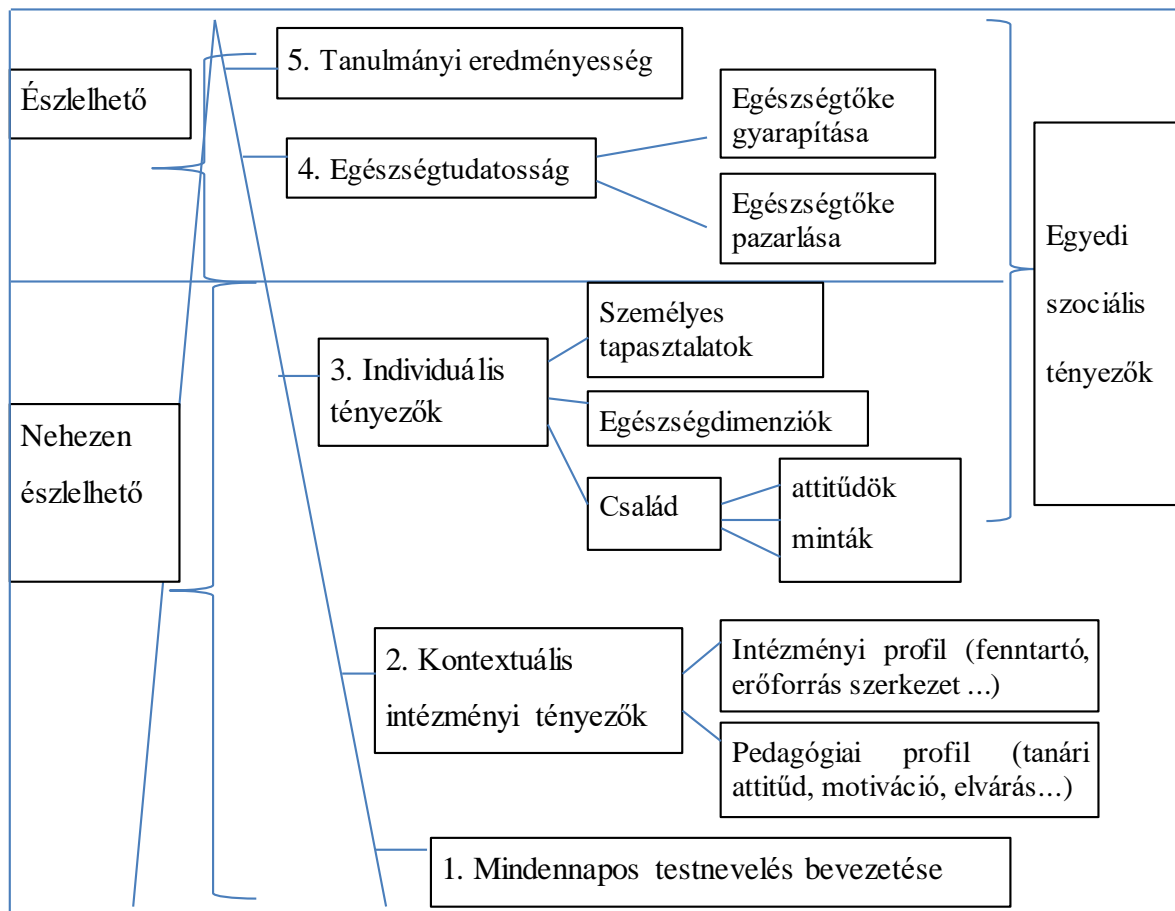 5. Tanulmányi eredményesség
Észlelhető
Egészségtőke
gyarapítása
4. Egészségtudatosság
Egészségtőke
pazarlása
Egyedi
szociális
tényezők
Személyes
tapasztalatok
3. Individuális
tényezők
Egészségdimenziók
Nehezen
észlelhető
Család
attitűdök
minták
2. Kontextuális
intézményi tényezők
Intézményi profil (fenntartó,
erőforrás szerkezet ...)
Pedagógiai profil (tanári
attitűd, motiváció, elvárás...)
1. Mindennapos testnevelés bevezetése